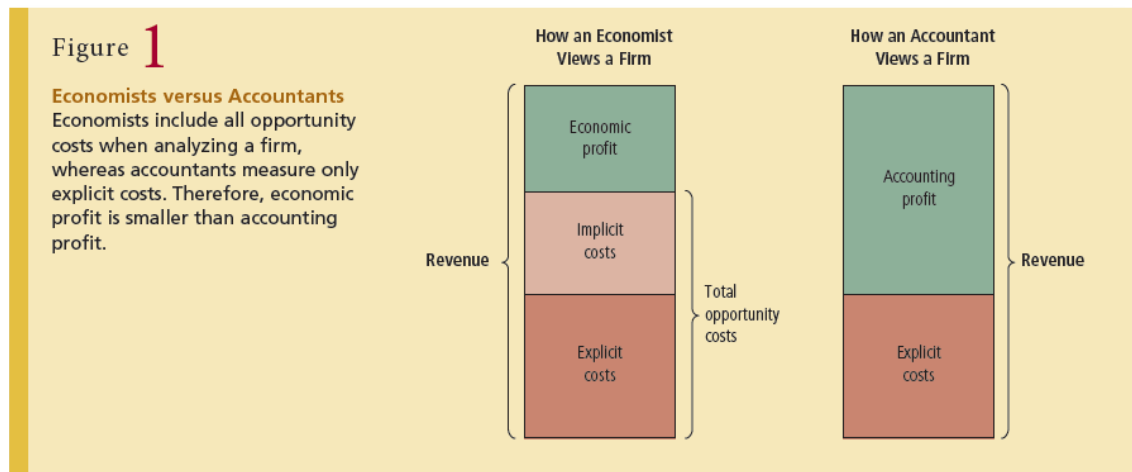 Figure 1
Economists versus Accountants
Economists include all opportunity
costs when analyzing a firm,
whereas accountants measure only
explicit costs. Therefore, economic
profit is smaller than accounting
profit.
How an Economist
Views a Firm
Revenue
Economic
profit
Implicit
costs
Explicit
costs
Total
opportunity
costs
How an Accountant
Views a Firm
Accounting
profit
Explicit
costs
Revenue